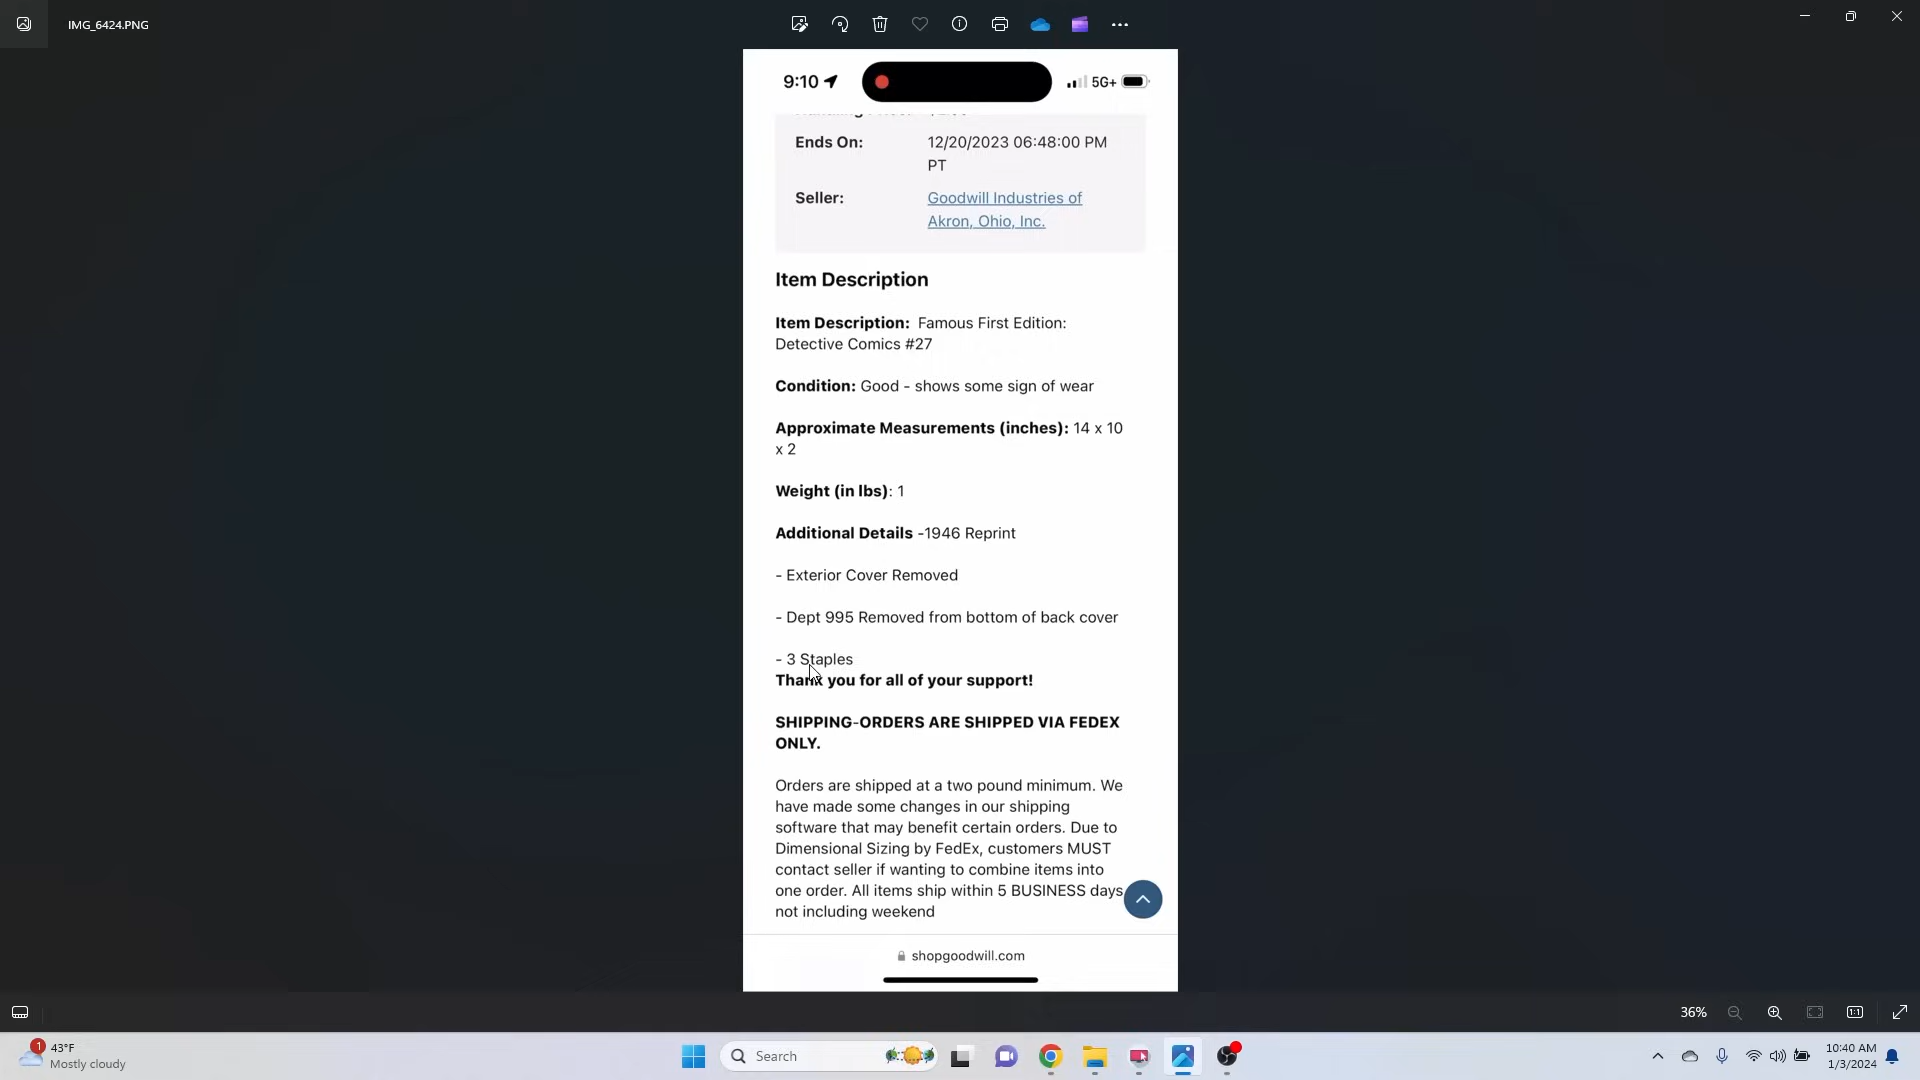 IMG_6424.PNG
9:10
5G+
Ends On: 12/20/2023 06:48:00 PM
PT
Seller: Goodwill Industries of
Akron, Ohio, Inc.
Item Description
Item Description: Famous First Edition:
Detective Comics #27
Condition: Good - shows some sign of wear
Approximate Measurements (inches): 14 x 10
x 2
Weight (in lbs): 1
Additional Details -1946 Reprint
- Exterior Cover Removed
- Dept 995 Removed from bottom of back cover
- 3 Staples
Thank you for all of your support!
SHIPPING-ORDERS ARE SHIPPED VIA FEDEX
ONLY.
Orders are shipped at a two pound minimum. We
have made some changes in our shipping
software that may benefit certain orders. Due to
Dimensional Sizing by FedEx, customers MUST
contact seller if wanting to combine items into
one order. All items ship within 5 BUSINESS days
not including weekend
shopgoodwill.com
36%
1:1
1
43°F
Mostly cloudy
Search
10:40 AM
1/3/2024